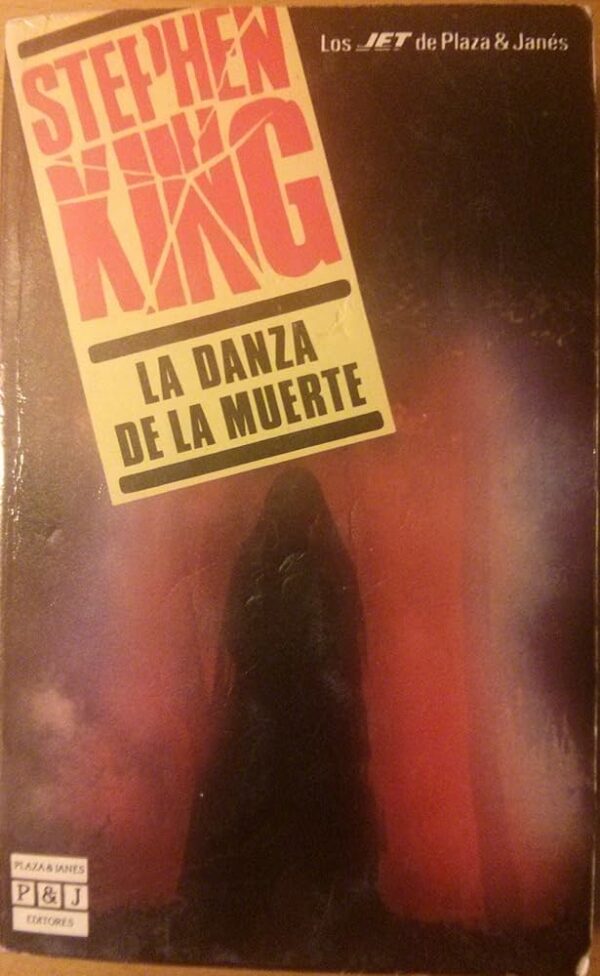 Los JET de Plaza & Janés
STEPHEN
KING
LA DANZA
DE LA MUERTE
PLAZA & JANES
P & J
EDITORES